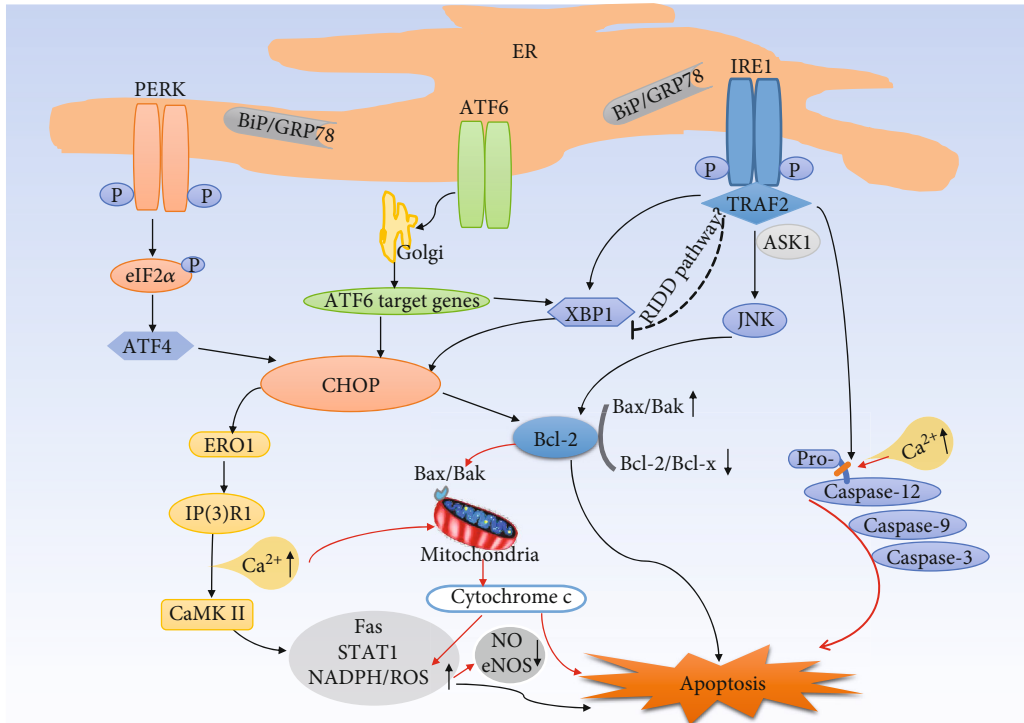 ER
PERK
BiP/GRP78
ATF6
BiP/GRP78
IRE1
P
P
P
P
TRAF2
ASK1
eIF2α
P
Golgi
RIDD pathway?
ATF6 target genes
XBP1
JNK
ATF4
CHOP
Bax/Bak
Bcl-2
Bcl-2/Bcl-x
ERO1
Bax/Bak
Pro-
Ca2+
Caspase-12
IP(3)R1
Caspase-9
Mitochondria
Caspase-3
Ca2+
Cytochrome c
CaMK II
Fas
STAT1
NADPH/ROS
NO
eNOS
Apoptosis